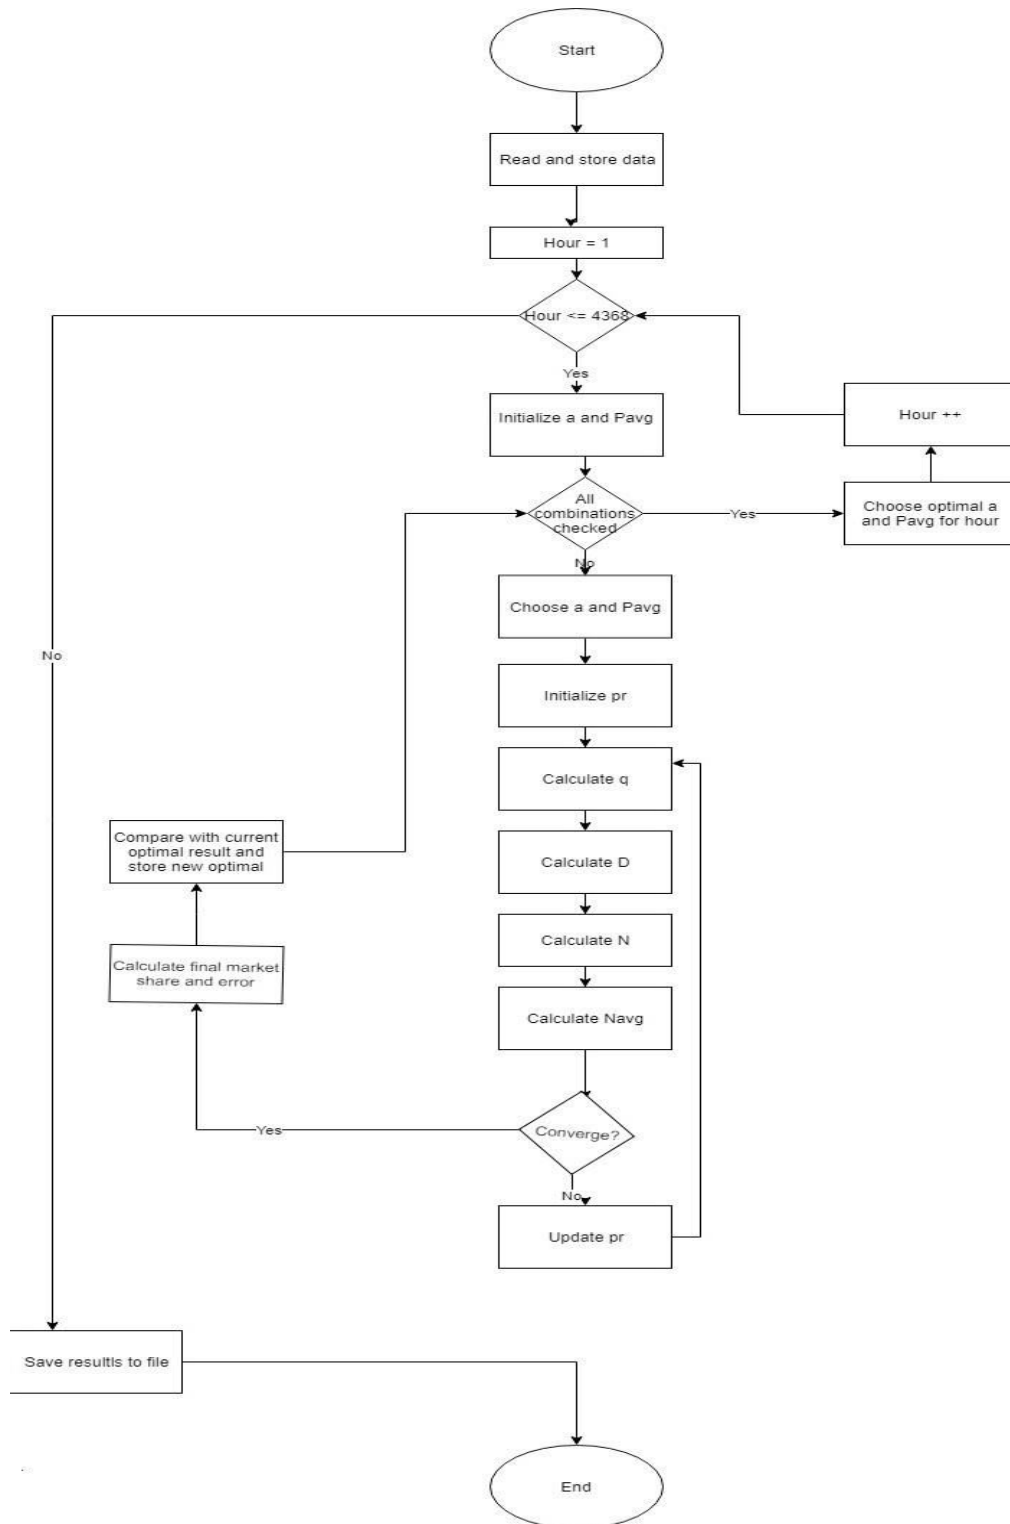 Start
Read and store data
Hour = 1
Hour <= 4368
Yes
Initialize a and Pavg
Hour ++
All
combinations
checked
Yes
Choose optimal a
and Pavg for hour
No
Choose a and Pavg
No
Initialize pr
Calculate q
Compare with current
optimal result and
store new optimal
Calculate D
Calculate N
Calculate final market
share and error
Calculate Navg
Converge?
Yes
No
Update pr
Save resultls to file
End